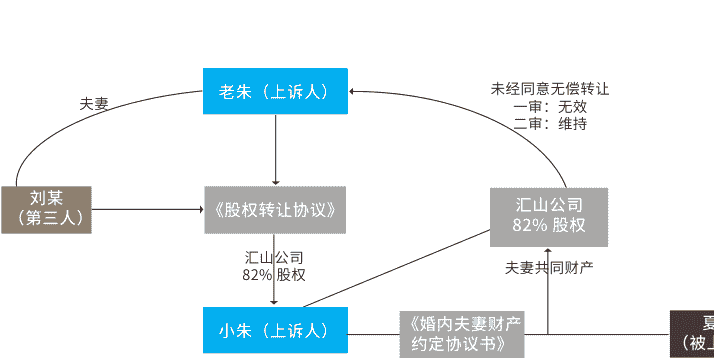 未经同意无偿转让
一审：无效
二审：维持
老朱（上诉人）
夫妻
刘某
（第三人）
《股权转让协议》
汇山公司
82% 股权
汇山公司
82% 股权
夫妻共同财产
小朱（上诉人）
《婚内夫妻财产
约定协议书》
夏
（被上